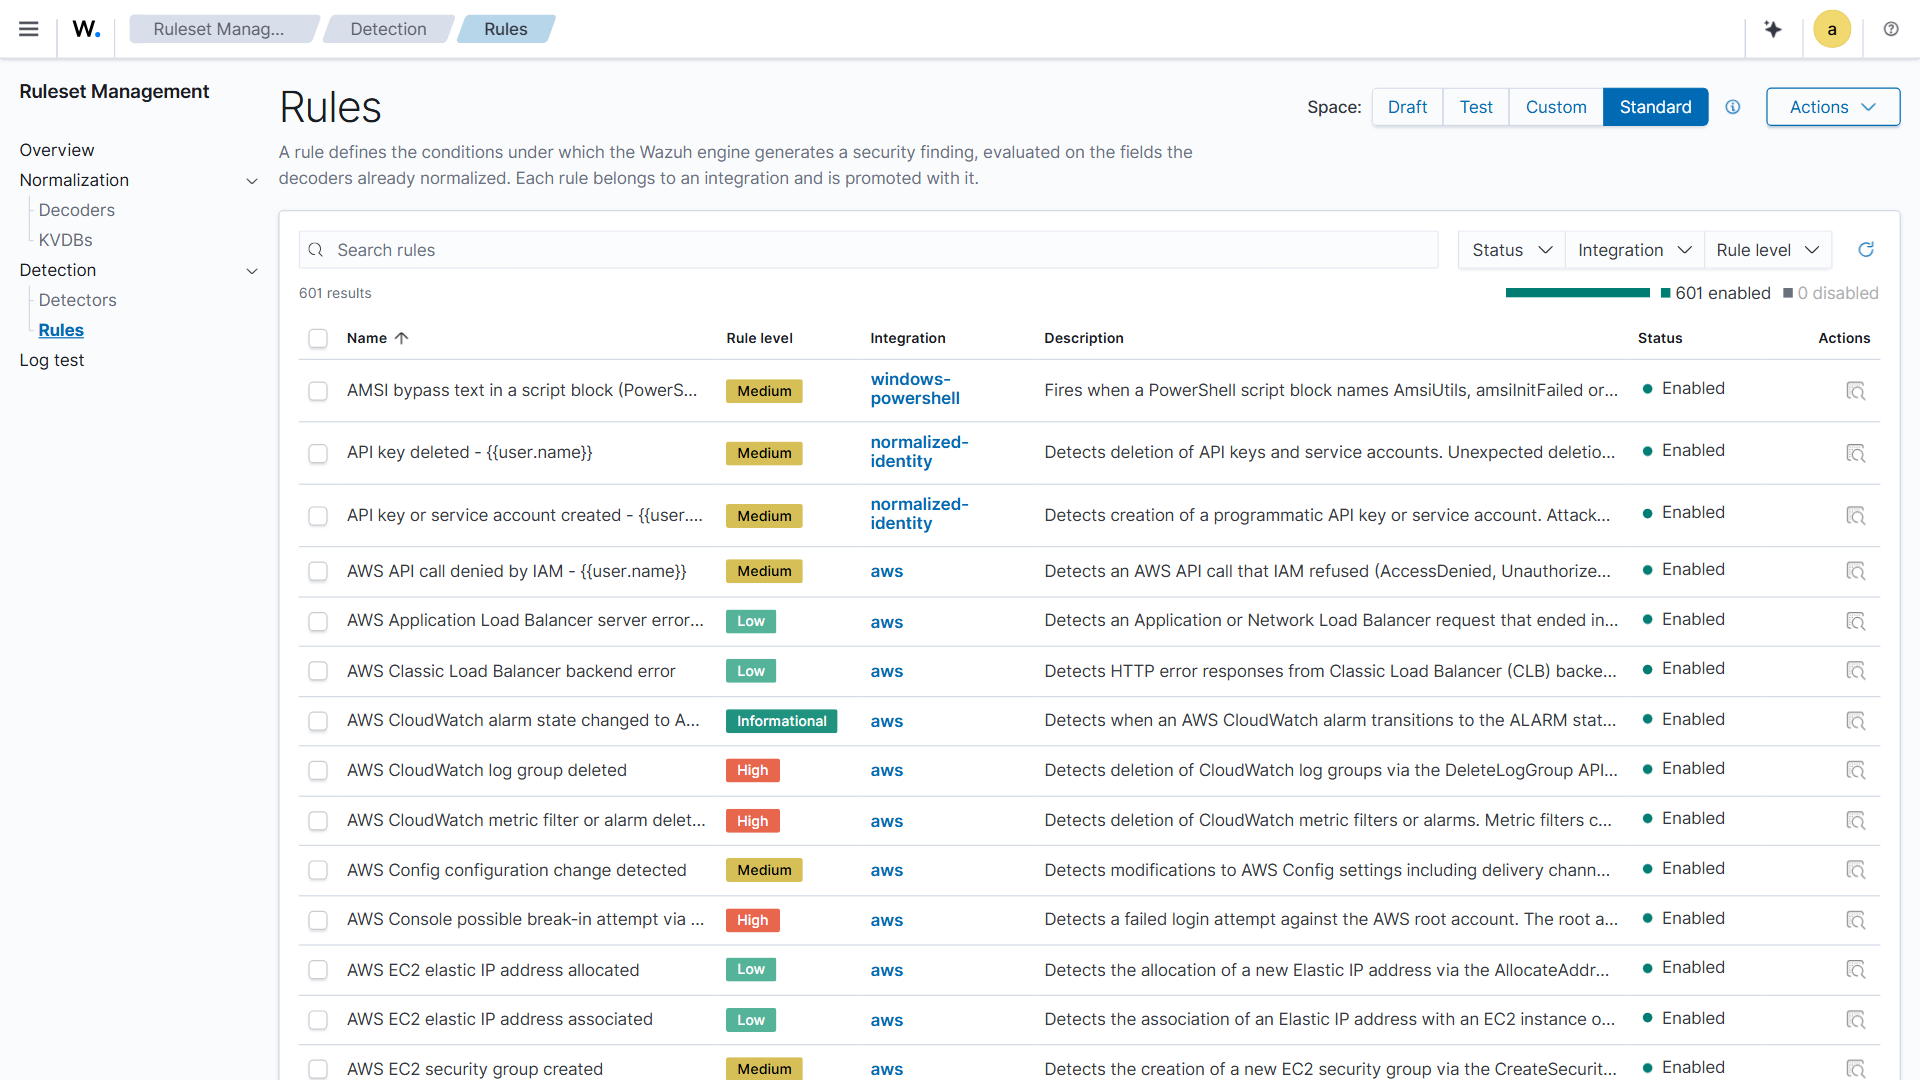 W. Ruleset Manag... Detection Rules a
Ruleset Management
Overview
Normalization
Decoders
KVDBs
Detection
Detectors
Rules
Log test
Rules
Space: Draft Test Custom Standard Actions
A rule defines the conditions under which the Wazuh engine generates a security finding, evaluated on the fields the
decoders already normalized. Each rule belongs to an integration and is promoted with it.
Search rules Status Integration Rule level
601 results 601 enabled 0 disabled
Name Rule level Integration Description Status Actions
AMSI bypass text in a script block (PowerS... Medium windows-powershell Fires when a PowerShell script block names AmsiUtils, amsiInitFailed or... Enabled
API key deleted - {{user.name}} Medium normalized-identity Detects deletion of API keys and service accounts. Unexpected deletio... Enabled
API key or service account created - {{user.... Medium normalized-identity Detects creation of a programmatic API key or service account. Attack... Enabled
AWS API call denied by IAM - {{user.name}} Medium aws Detects an AWS API call that IAM refused (AccessDenied, Unauthorize... Enabled
AWS Application Load Balancer server error... Low aws Detects an Application or Network Load Balancer request that ended in... Enabled
AWS Classic Load Balancer backend error Low aws Detects HTTP error responses from Classic Load Balancer (CLB) backe... Enabled
AWS CloudWatch alarm state changed to A... Informational aws Detects when an AWS CloudWatch alarm transitions to the ALARM stat... Enabled
AWS CloudWatch log group deleted High aws Detects deletion of CloudWatch log groups via the DeleteLogGroup API... Enabled
AWS CloudWatch metric filter or alarm delet... High aws Detects deletion of CloudWatch metric filters or alarms. Metric filters c... Enabled
AWS Config configuration change detected Medium aws Detects modifications to AWS Config settings including delivery chann... Enabled
AWS Console possible break-in attempt via ... High aws Detects a failed login attempt against the AWS root account. The root a... Enabled
AWS EC2 elastic IP address allocated Low aws Detects the allocation of a new Elastic IP address via the AllocateAddr... Enabled
AWS EC2 elastic IP address associated Low aws Detects the association of an Elastic IP address with an EC2 instance o... Enabled
AWS EC2 security group created Medium aws Detects the creation of a new EC2 security group via the CreateSecurit... Enabled